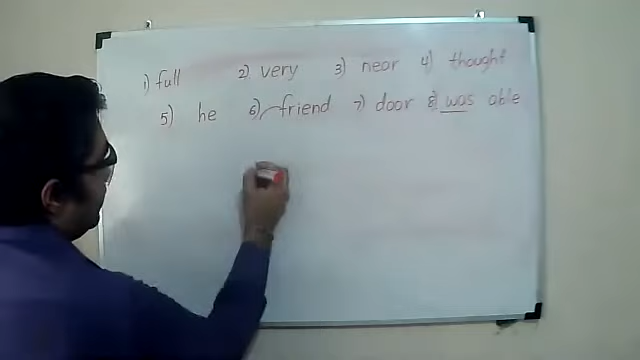 1) full 2) very 3) near 4) thought
5) he 6) friend 7) door 8) was able